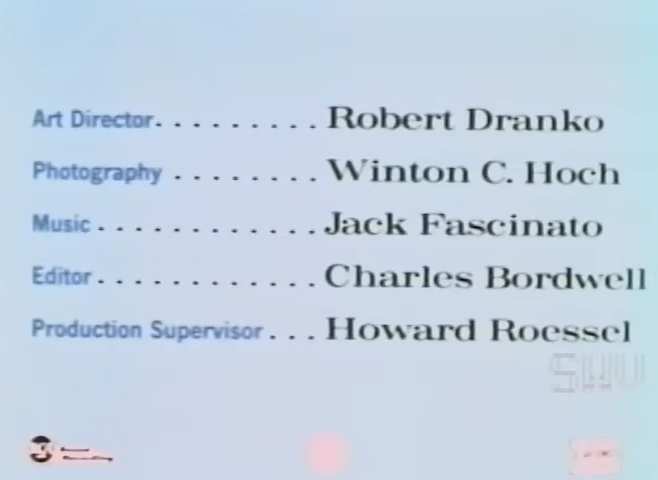 Art Director. . . . . . . . . Robert Dranko
Photography . . . . . . . . Winton C. Hoch
Music . . . . . . . . . . . . Jack Fascinato
Editor . . . . . . . . . . . . Charles Bordwell
Production Supervisor . . . Howard Roessel